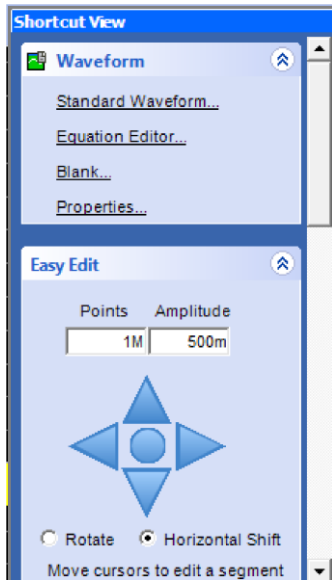 Shortcut View
Waveform
Standard Waveform...
Equation Editor...
Blank...
Properties...
Easy Edit
Points Amplitude
1M 500m
Rotate Horizontal Shift
Move cursors to edit a segment